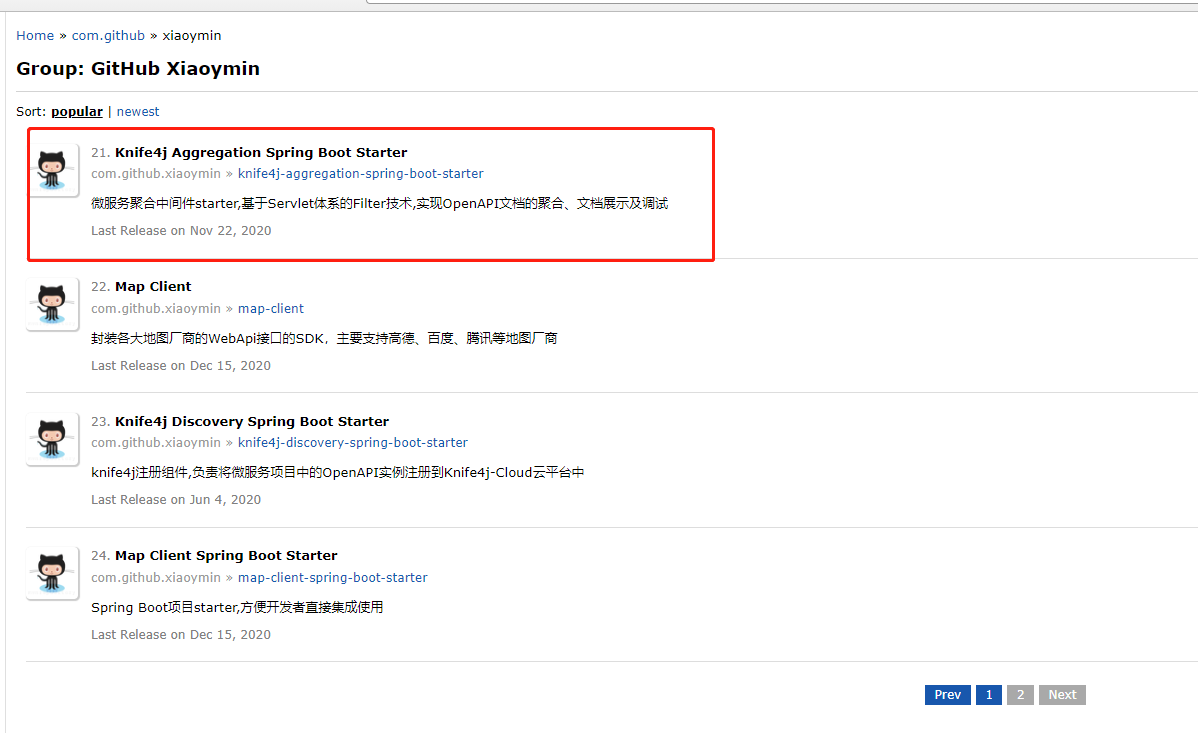 Home » com.github » xiaoymin
Group: GitHub Xiaoymin
Sort: popular | newest
21. Knife4j Aggregation Spring Boot Starter
com.github.xiaoymin » knife4j-aggregation-spring-boot-starter
微服务聚合中间件starter,基于Servlet体系的Filter技术,实现OpenAPI文档的聚合、文档展示及调试
Last Release on Nov 22, 2020
22. Map Client
com.github.xiaoymin » map-client
封装各大地图厂商的WebApi接口的SDK，主要支持高德、百度、腾讯等地图厂商
Last Release on Dec 15, 2020
23. Knife4j Discovery Spring Boot Starter
com.github.xiaoymin » knife4j-discovery-spring-boot-starter
knife4j注册组件,负责将微服务项目中的OpenAPI实例注册到Knife4j-Cloud云平台中
Last Release on Jun 4, 2020
24. Map Client Spring Boot Starter
com.github.xiaoymin » map-client-spring-boot-starter
Spring Boot项目starter,方便开发者直接集成使用
Last Release on Dec 15, 2020
Prev 1 2 Next